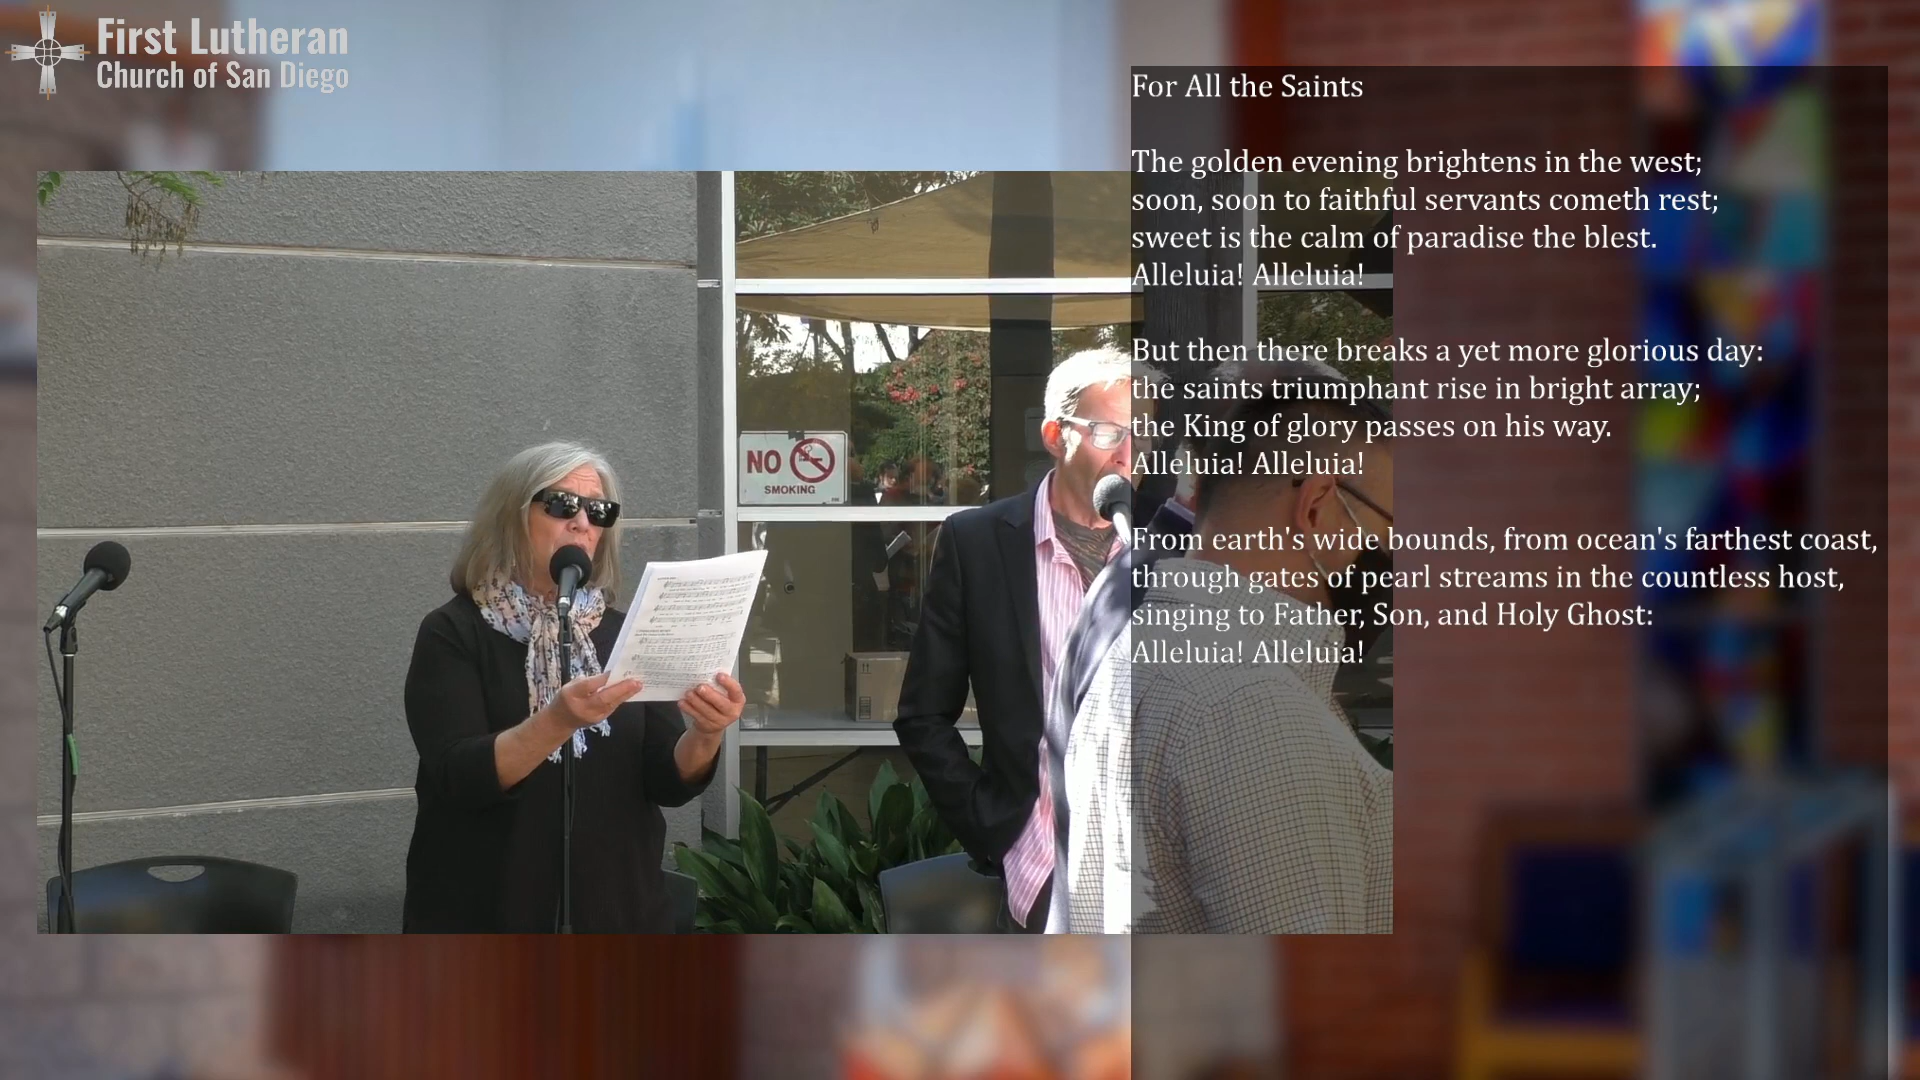 First Lutheran
Church of San Diego
For All the Saints
The golden evening brightens in the west;
soon, soon to faithful servants cometh rest;
sweet is the calm of paradise the blest.
Alleluia! Alleluia!
But then there breaks a yet more glorious day:
the saints triumphant rise in bright array;
the King of glory passes on his way.
Alleluia! Alleluia!
From earth's wide bounds, from ocean's farthest coast,
through gates of pearl streams in the countless host,
singing to Father, Son, and Holy Ghost:
Alleluia! Alleluia!
NO
SMOKING